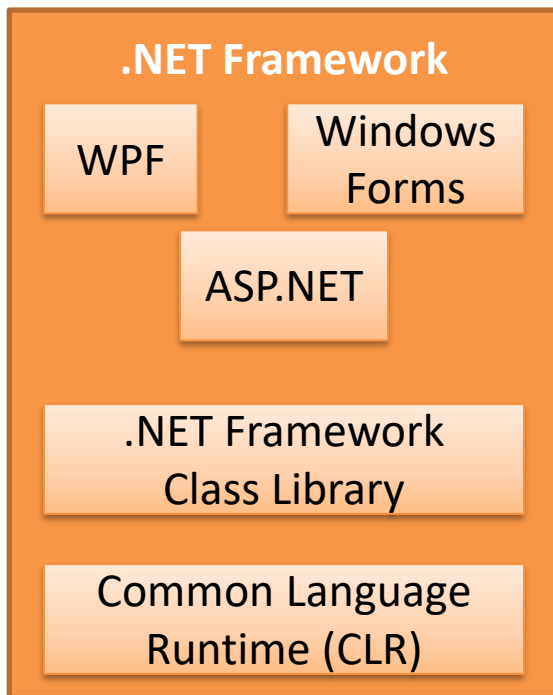 .NET Framework
WPF
Windows
Forms
ASP.NET
.NET Framework
Class Library
Common Language
Runtime (CLR)